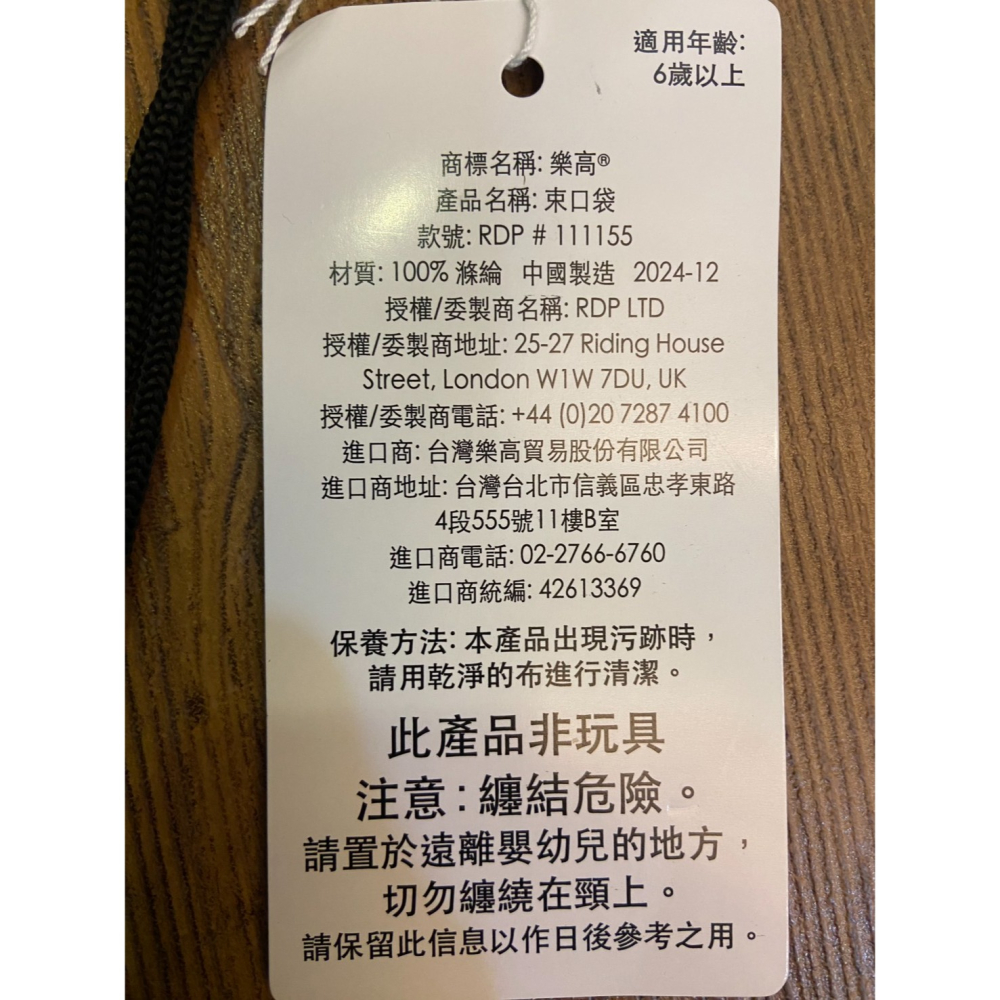 適用年齡:
6歲以上
商標名稱: 樂高®
產品名稱: 束口袋
款號: RDP # 111155
材質: 100% 滌綸 中國製造 2024-12
授權/委製商名稱: RDP LTD
授權/委製商地址: 25-27 Riding House
Street, London W1W 7DU, UK
授權/委製商電話: +44 (0)20 7287 4100
進口商: 台灣樂高貿易股份有限公司
進口商地址: 台灣台北市信義區忠孝東路
4段555號11樓B室
進口商電話: 02-2766-6760
進口商統編: 42613369
保養方法: 本產品出現污跡時，
請用乾淨的布進行清潔。
此產品非玩具
注意: 纏結危險。
請置於遠離嬰幼兒的地方，
切勿纏繞在頸上。
請保留此信息以作日後參考之用。